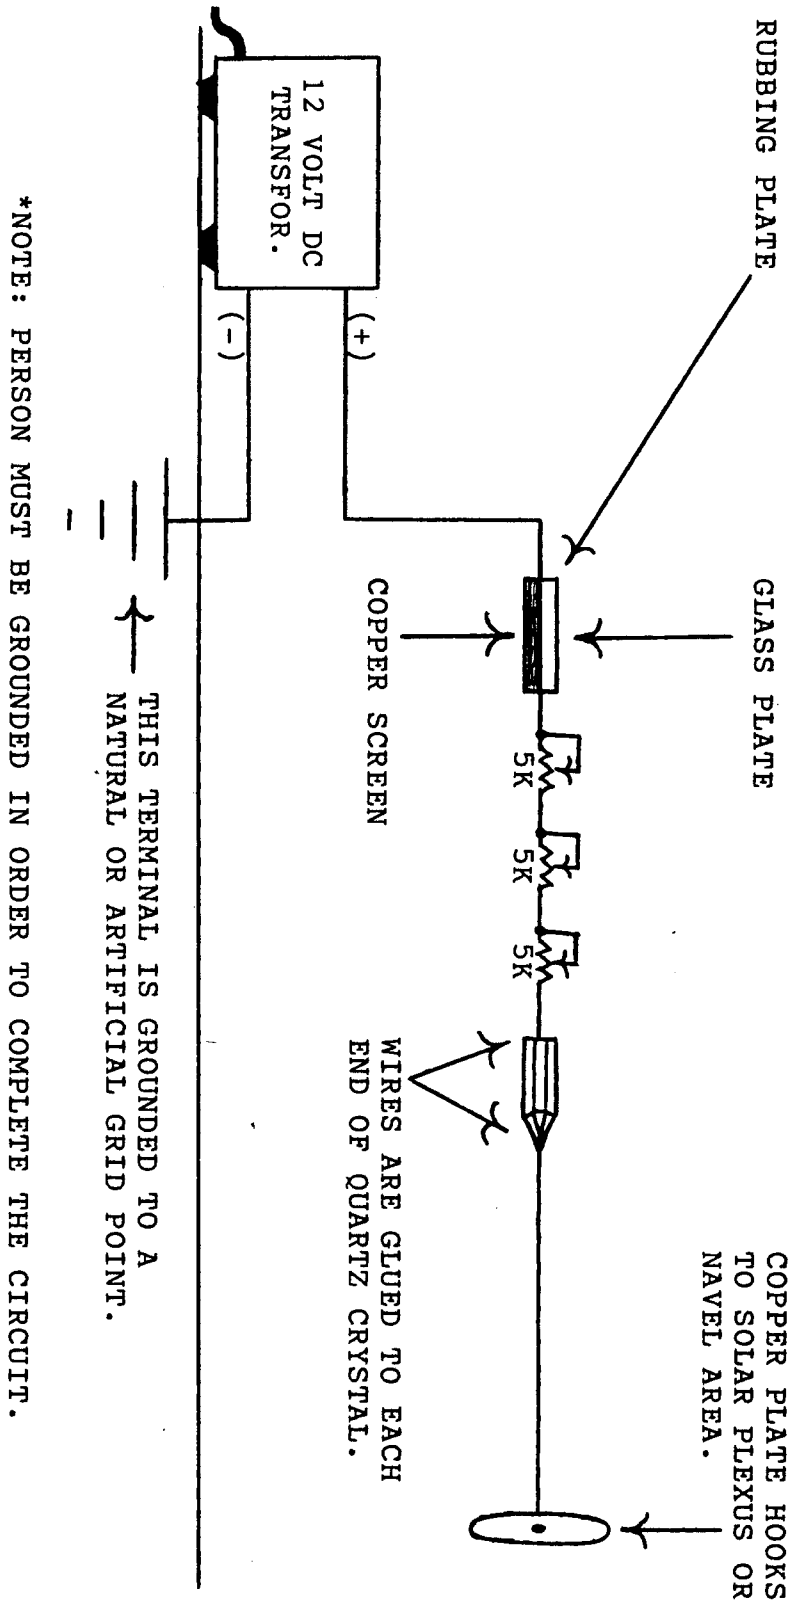 RUBBING PLATE
GLASS PLATE
COPPER PLATE HOOKS
TO SOLAR PLEXUS OR
NAVEL AREA.
5K
5K
5K
12 VOLT DC
TRANSFOR.
(+)
(-)
COPPER SCREEN
WIRES ARE GLUED TO EACH
END OF QUARTZ CRYSTAL.
THIS TERMINAL IS GROUNDED TO A
NATURAL OR ARTIFICIAL GRID POINT.
*NOTE: PERSON MUST BE GROUNDED IN ORDER TO COMPLETE THE CIRCUIT.